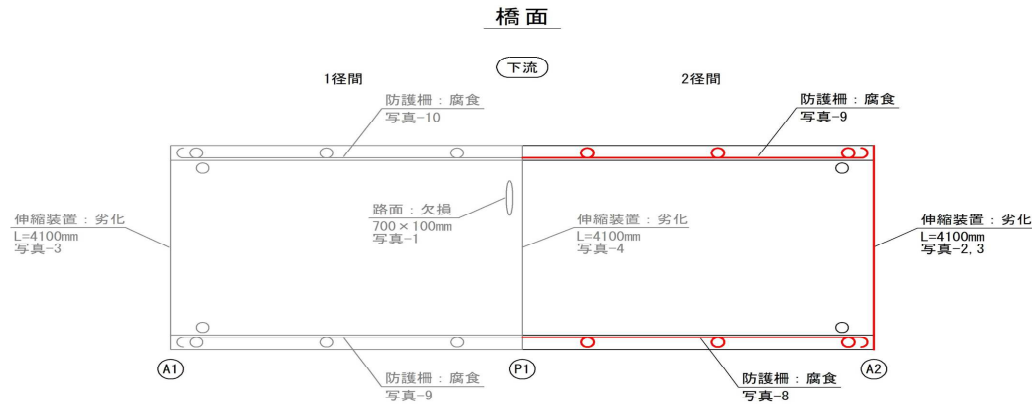 橋面
下流
1径間
2径間
防護柵：腐食
写真-10
防護柵：腐食
写真-9
伸縮装置：劣化
L=4100mm
写真-3
路面：欠損
700×100mm
写真-1
伸縮装置：劣化
L=4100mm
写真-4
伸縮装置：劣化
L=4100mm
写真-2,3
A1
P1
A2
防護柵：腐食
写真-9
防護柵：腐食
写真-8